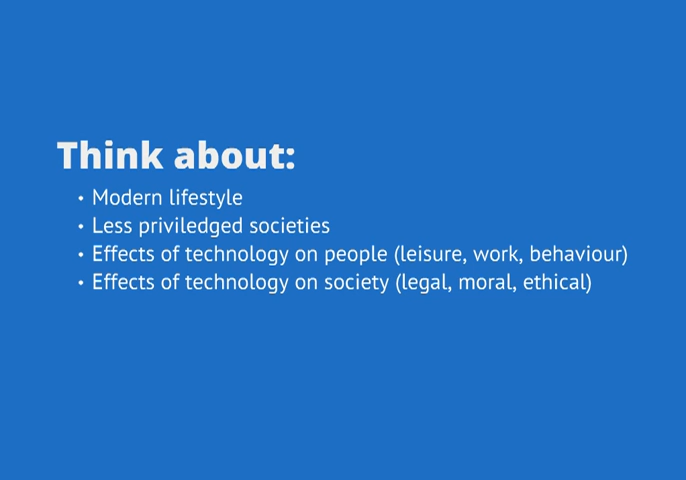 Think about:
• Modern lifestyle
• Less priviledged societies
• Effects of technology on people (leisure, work, behaviour)
• Effects of technology on society (legal, moral, ethical)